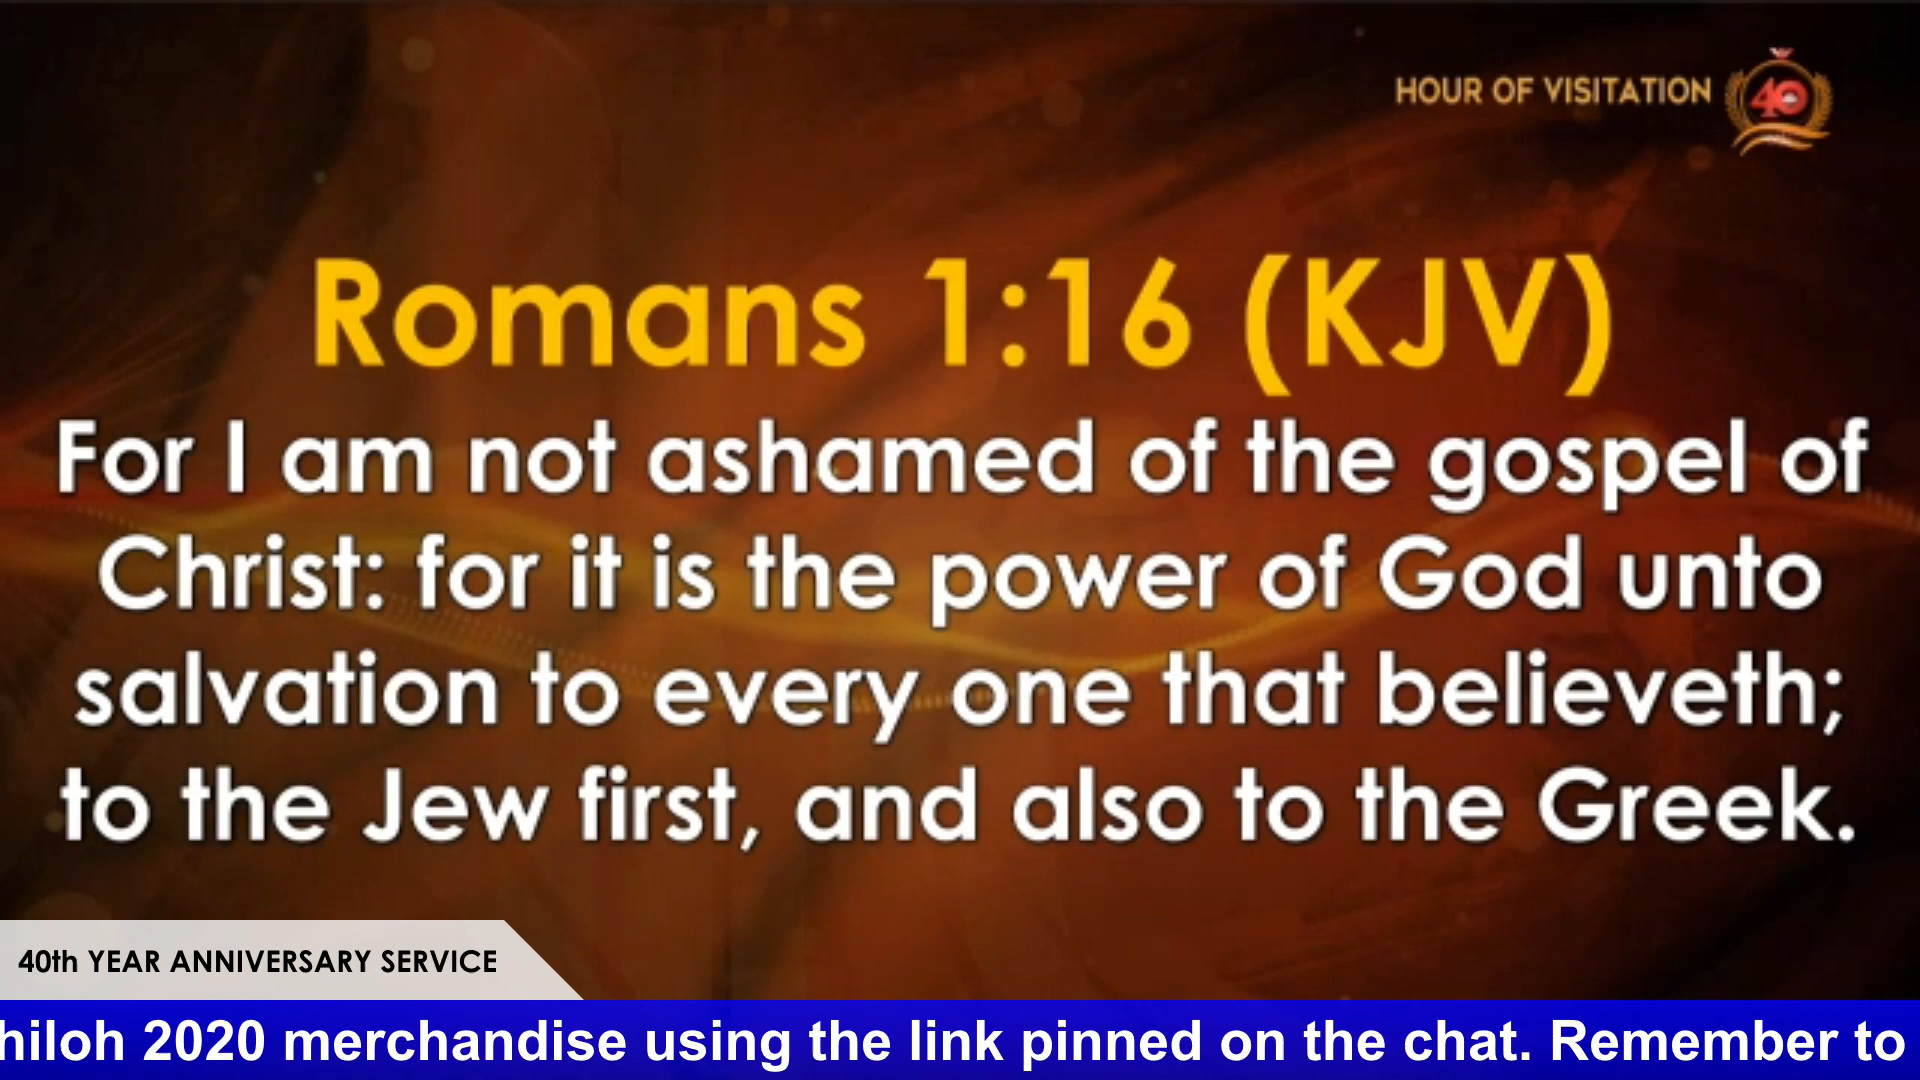 HOUR OF VISITATION
40
Romans 1:16 (KJV)
For I am not ashamed of the gospel of
Christ: for it is the power of God unto
salvation to every one that believeth;
to the Jew first, and also to the Greek.
40th YEAR ANNIVERSARY SERVICE
hiloh 2020 merchandise using the link pinned on the chat. Remember to